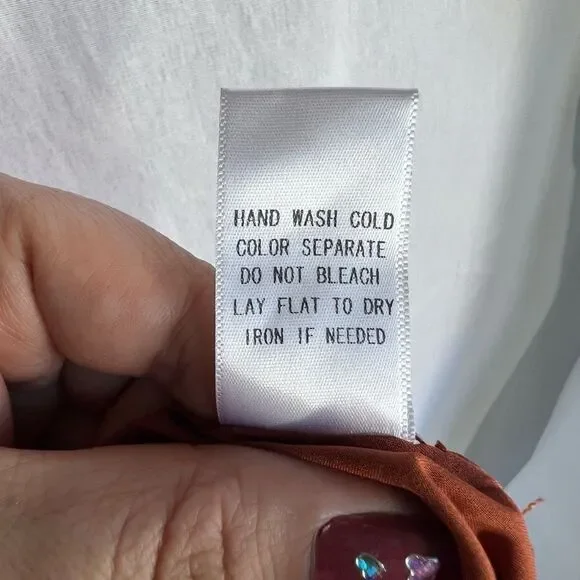 HAND WASH COLD
COLOR SEPARATE
DO NOT BLEACH
LAY FLAT TO DRY
IRON IF NEEDED